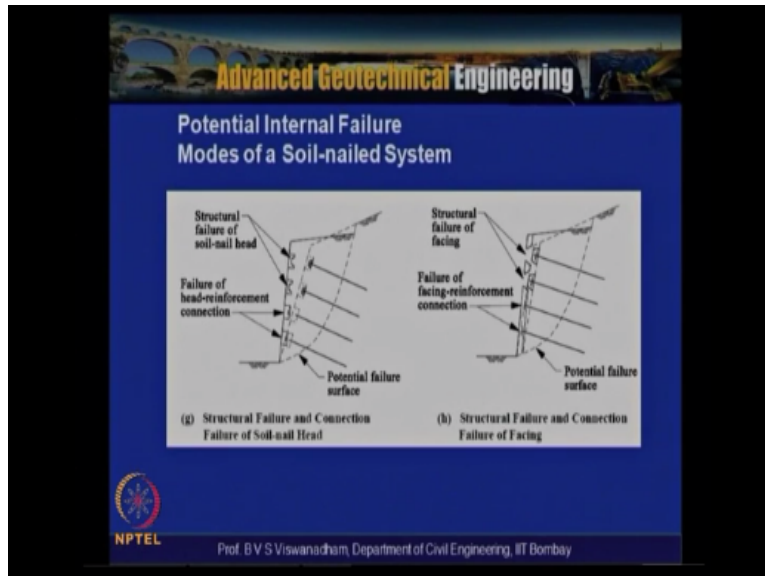 Advanced Geotechnical Engineering
Potential Internal Failure
Modes of a Soil-nailed System
Structural
failure of
soil-nail head
Failure of
head-reinforcement
connection
Potential failure
surface
(g) Structural Failure and Connection
Failure of Soil-nail Head
Structural
failure of
facing
Failure of
facing-reinforcement
connection
Potential failure
surface
(h) Structural Failure and Connection
Failure of Facing
NPTEL
Prof. B V S Viswanadham, Department of Civil Engineering, IIT Bombay